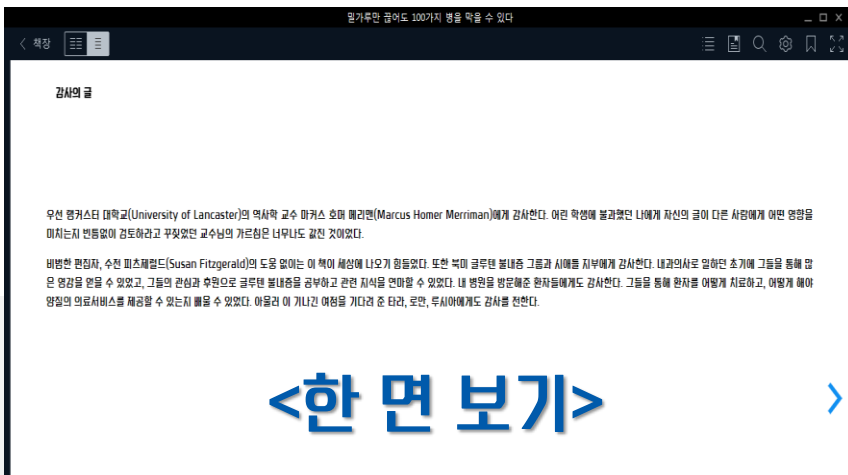 밀가루만 끊어도 100가지 병을 막을 수 있다
책장
감사의 글
우선 랭커스터 대학교(University of Lancaster)의 역사학 교수 마커스 호머 메리맨(Marcus Homer Merriman)에게 감사한다. 어린 학생에 불과했던 나에게 자신의 글이 다른 사람에게 어떤 영향을
미치는지 빈틈없이 검토하라고 꾸짖었던 교수님의 가르침은 너무나도 값진 것이었다.
비범한 편집자, 수전 피츠제럴드(Susan Fitzgerald)의 도움 없이는 이 책이 세상에 나오기 힘들었다. 또한 북미 글루텐 불내증 그룹과 시애틀 지부에게 감사한다. 내과의사로 일하던 초기에 그들을 통해 많
은 영감을 얻을 수 있었고, 그들의 관심과 후원으로 글루텐 불내증을 공부하고 관련 지식을 연마할 수 있었다. 내 병원을 방문해준 환자들에게도 감사한다. 그들을 통해 환자를 어떻게 치료하고, 어떻게 해야
양질의 의료서비스를 제공할 수 있는지 배울 수 있었다. 아울러 이 기나긴 여정을 기다려 준 타라, 로만, 루시아에게도 감사를 전한다.
<한 면 보기>